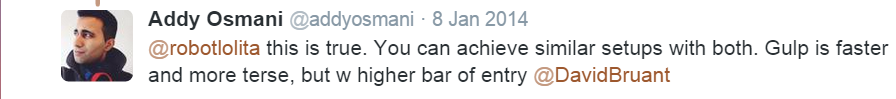 Addy Osmani @addyosmani · 8 Jan 2014
@robotlolita this is true. You can achieve similar setups with both. Gulp is faster
and more terse, but w higher bar of entry @DavidBruant